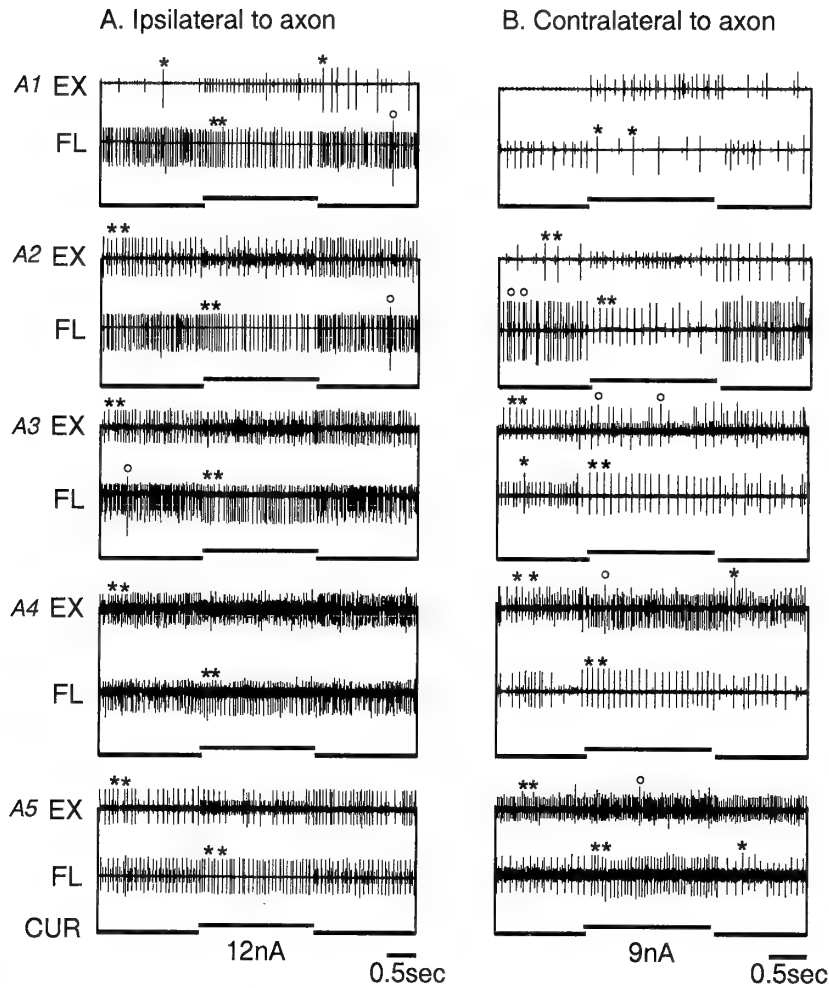 A. Ipsilateral to axon
B. Contralateral to axon
* *
A1 EX
**
o
FL
* *
**
**
A2 EX
o o
**
**
o
FL
**
**
o o
A3 EX
o
**
*
**
FL
**
** o *
A4 EX
**
**
FL
**
** o
A5 EX
**
**
*
FL
CUR
12nA
9nA
0.5sec
0.5sec